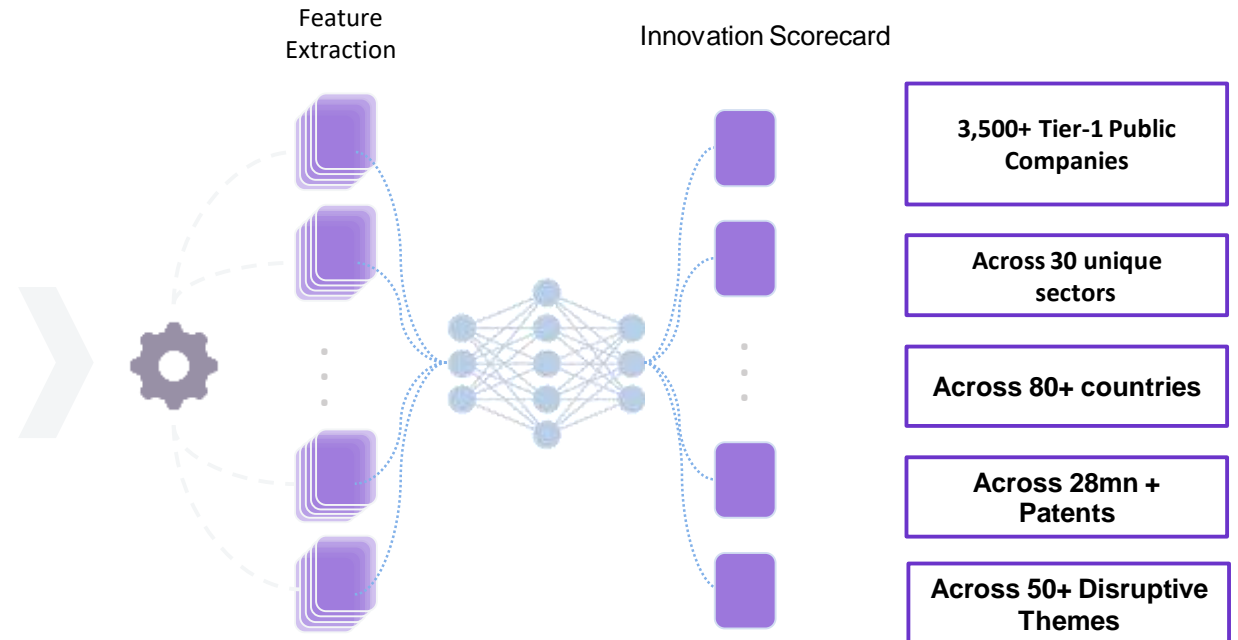 Feature
Extraction
Innovation Scorecard
3,500+ Tier-1 Public
Companies
Across 30 unique
sectors
Across 80+ countries
Across 28mn +
Patents
Across 50+ Disruptive
Themes